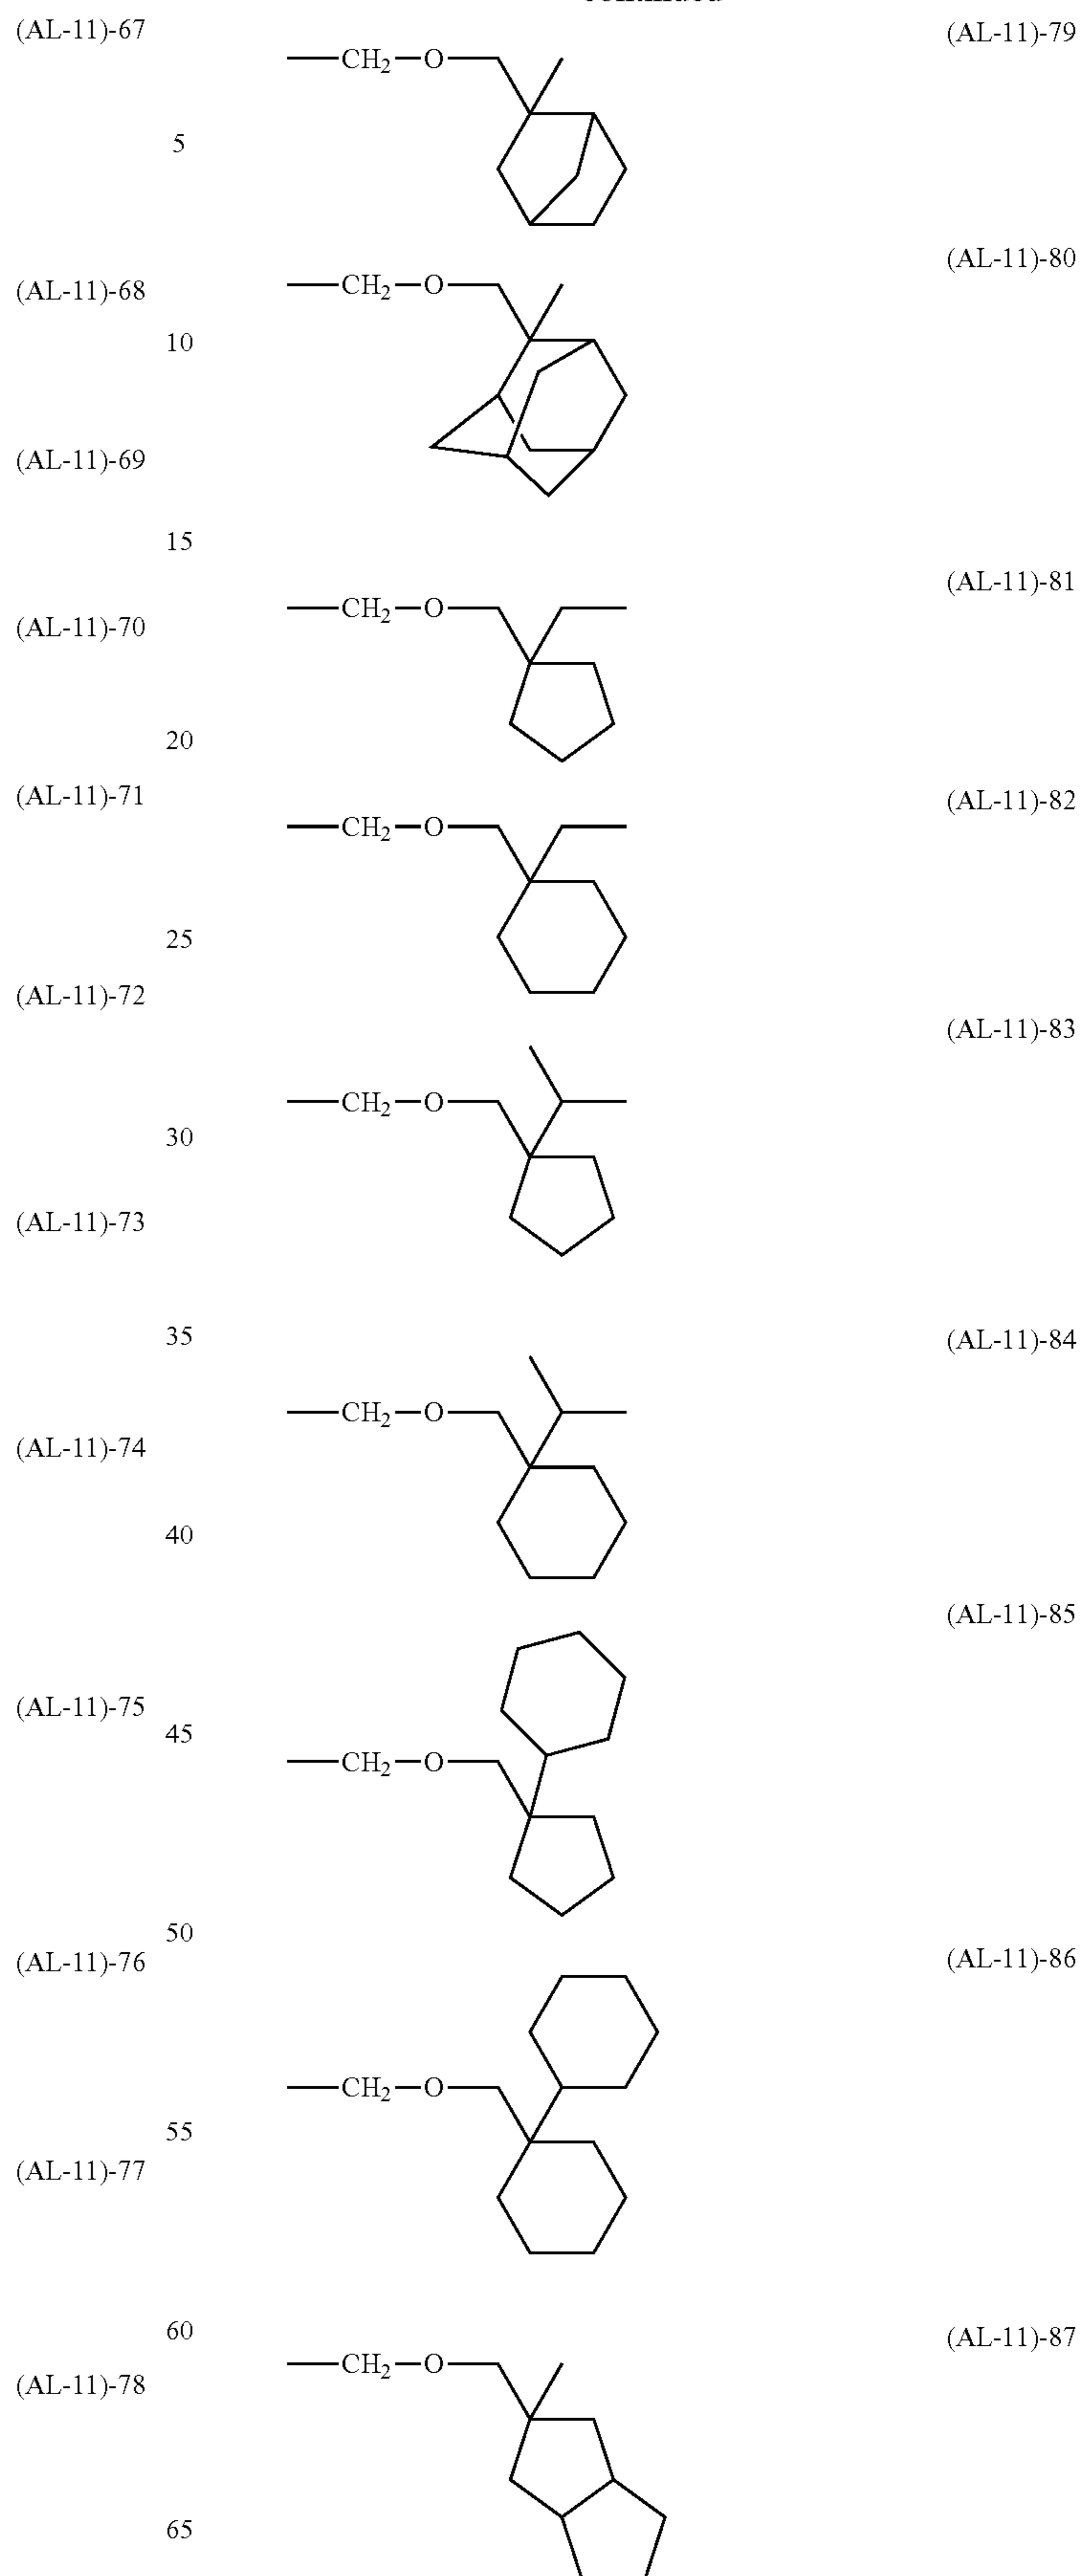 (AL-11)-67
(AL-11)-68
(AL-11)-69
(AL-11)-70
(AL-11)-71
(AL-11)-72
(AL-11)-73
(AL-11)-74
(AL-11)-75
(AL-11)-76
(AL-11)-77
(AL-11)-78
5
10
15
20
25
30
35
40
45
50
55
60
65
(AL-11)-79
CH₂—O
(AL-11)-80
CH₂—O
(AL-11)-81
CH₂—O
(AL-11)-82
CH₂—O
(AL-11)-83
CH₂—O
(AL-11)-84
CH₂—O
(AL-11)-85
CH₂—O
(AL-11)-86
CH₂—O
(AL-11)-87
CH₂—O